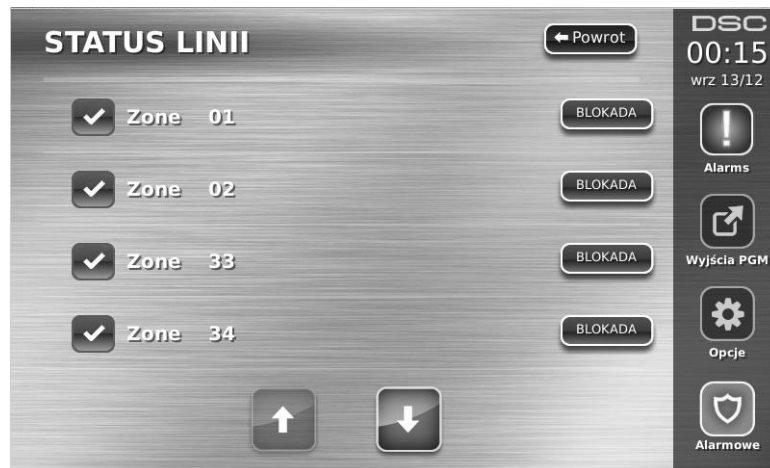 STATUS LINII
Powrot
Zone 01
BLOKADA
Zone 02
BLOKADA
Zone 33
BLOKADA
Zone 34
BLOKADA
DSC
00:15
wrz 13/12
Alarms
Wyjścia PGM
Opcje
Alarmowe